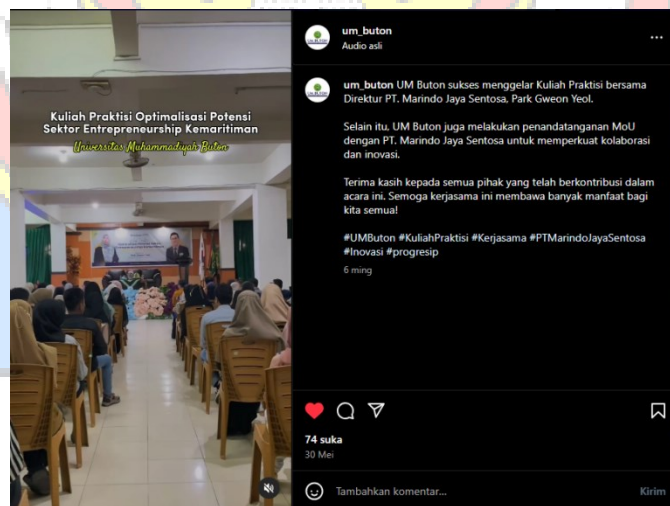 Kuliah Praktisi Optimalisasi Potensi
Sektor Entrepreneurship Kemaritiman
Universitas Muhammadiyah Buton
um_buton
Audio asli
um_buton UM Buton sukses menggelar Kuliah Praktisi bersama
Direktur PT. Marindo Jaya Sentosa, Park Gweon Yeol.
Selain itu, UM Buton juga melakukan penandatanganan MoU
dengan PT. Marindo Jaya Sentosa untuk memperkuat kolaborasi
dan inovasi.
Terima kasih kepada semua pihak yang telah berkontribusi dalam
acara ini. Semoga kerjasama ini membawa banyak manfaat bagi
kita semua!
#UMButon #KuliahPraktisi #Kerjasama #PTMarindoJayaSentosa
#Inovasi #progresip
6 ming
74 suka
30 Mei
Tambahkan komentar...
Kirim